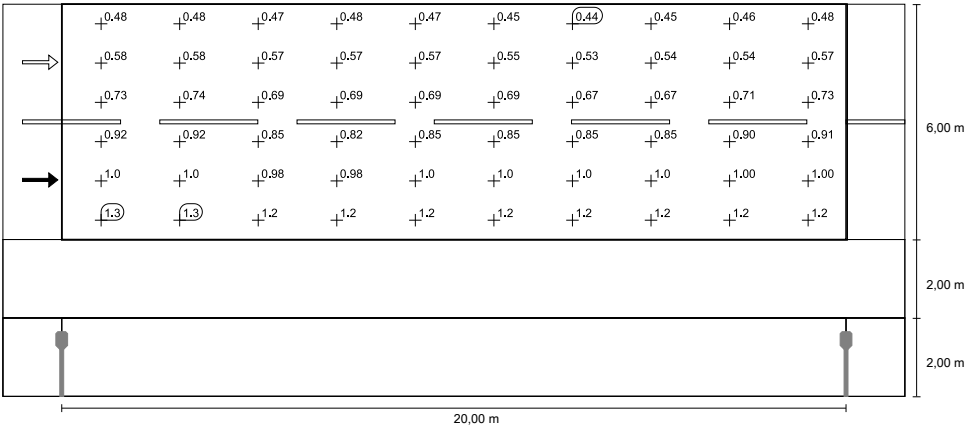 0.48 0.48 0.47 0.48 0.47 0.45 0.44 0.45 0.46 0.48
0.58 0.58 0.57 0.57 0.57 0.55 0.53 0.54 0.54 0.57
0.73 0.74 0.69 0.69 0.69 0.69 0.67 0.67 0.71 0.73
6,00 m
0.92 0.92 0.85 0.82 0.85 0.85 0.85 0.85 0.90 0.91
1.0 1.0 0.98 0.98 1.0 1.0 1.0 1.0 1.00 1.00
1.3 1.3 1.2 1.2 1.2 1.2 1.2 1.2 1.2 1.2
2,00 m
2,00 m
20,00 m